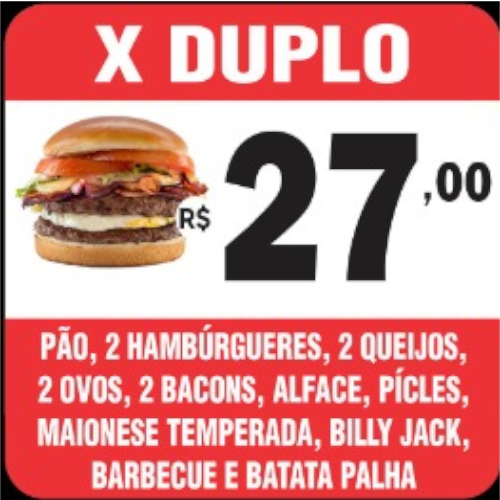 X DUPLO
R$ 27,00
PÃO, 2 HAMBÚRGUERES, 2 QUEIJOS,
2 OVOS, 2 BACONS, ALFACE, PÍCLES,
MAIONESE TEMPERADA, BILLY JACK,
BARBECUE E BATATA PALHA